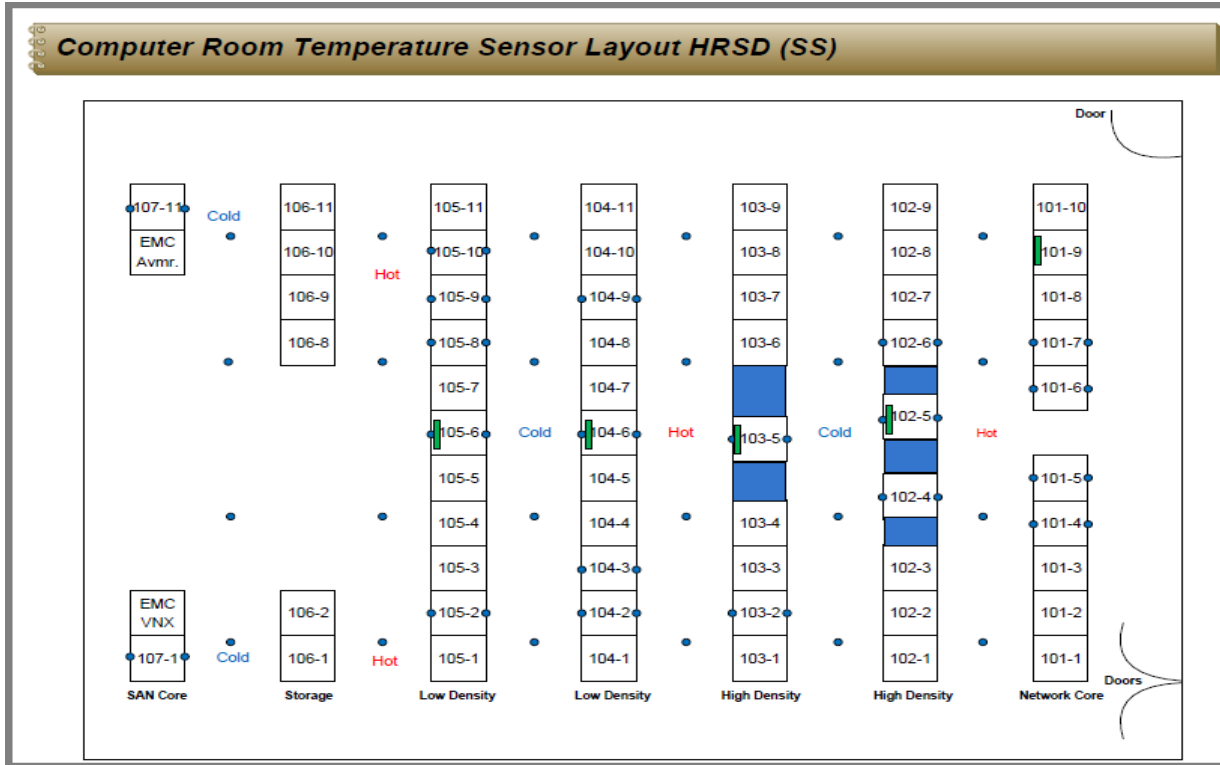 Computer Room Temperature Sensor Layout HRSD (SS)
Door
107-11
Cold
106-11
105-11
104-11
103-9
102-9
101-10
EMC
Avmr.
106-10
Hot
105-10
104-10
103-8
102-8
101-9
106-9
105-9
104-9
103-7
102-7
101-8
106-8
105-8
104-8
103-6
102-6
101-7
105-7
104-7
101-6
105-6
Cold
104-6
Hot
103-5
Cold
102-5
Hot
105-5
104-5
102-4
101-5
105-4
104-4
103-4
101-4
105-3
104-3
103-3
102-3
101-3
EMC
VNX
106-2
105-2
104-2
103-2
102-2
101-2
107-1
Cold
106-1
Hot
105-1
104-1
103-1
102-1
101-1
Doors
SAN Core
Storage
Low Density
Low Density
High Density
High Density
Network Core